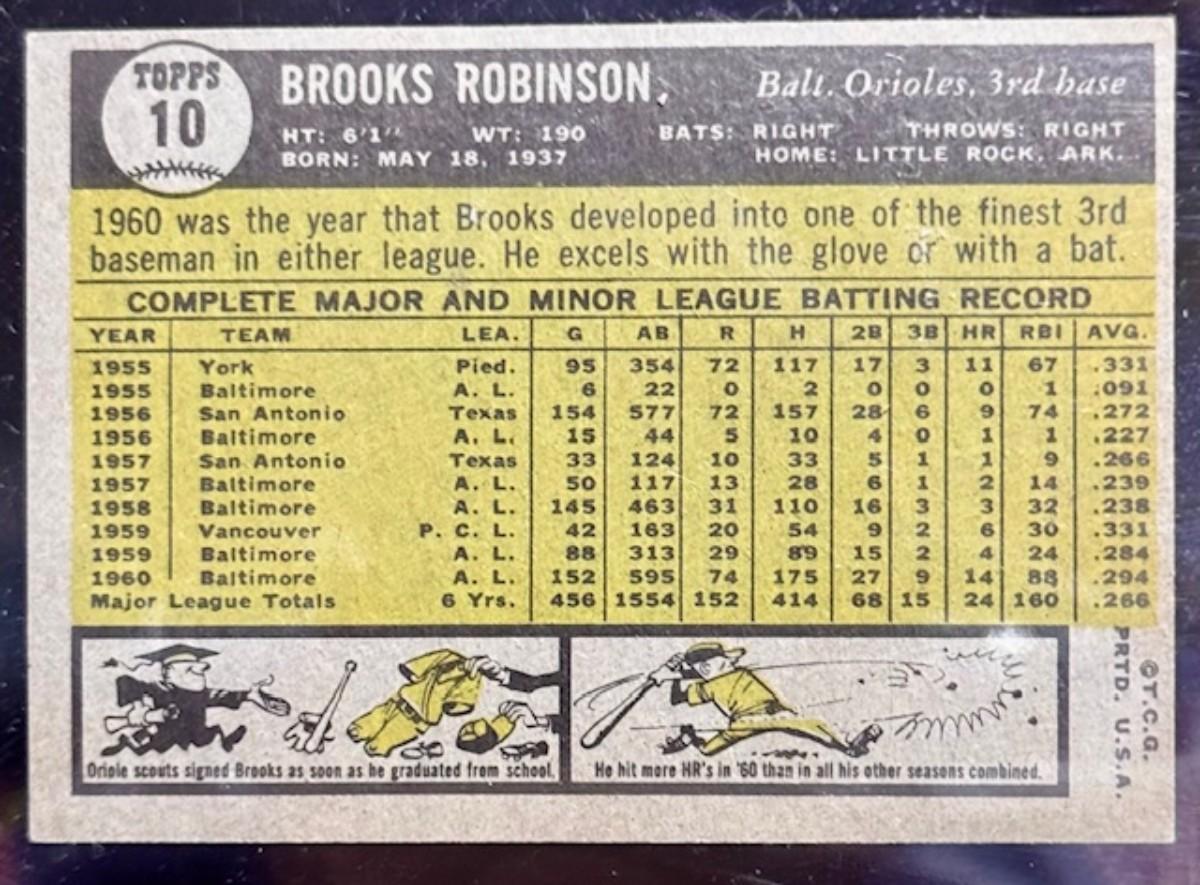 TOPPS
10
BROOKS ROBINSON, Balt. Orioles, 3rd base
HT: 6'1" WT: 190 BATS: RIGHT THROWS: RIGHT
BORN: MAY 18, 1937 HOME: LITTLE ROCK, ARK.
1960 was the year that Brooks developed into one of the finest 3rd
baseman in either league. He excels with the glove or with a bat.
COMPLETE MAJOR AND MINOR LEAGUE BATTING RECORD
YEAR TEAM LEA. G AB R H 2B 3B HR RBI AVG.
1955 York Pied. 95 354 72 117 17 3 11 67 .331
1955 Baltimore A. L. 6 22 0 2 0 0 0 1 .091
1956 San Antonio Texas 154 577 72 157 28 6 9 74 .272
1956 Baltimore A. L. 15 44 5 10 4 0 1 1 .227
1957 San Antonio Texas 33 124 10 33 5 1 1 9 .266
1957 Baltimore A. L. 50 117 13 28 6 1 2 14 .239
1958 Baltimore A. L. 145 463 31 110 16 3 3 32 .238
1959 Vancouver P. C. L. 42 163 20 54 9 2 6 30 .331
1959 Baltimore A. L. 88 313 29 89 15 2 4 24 .284
1960 Baltimore A. L. 152 595 74 175 27 9 14 88 .294
Major League Totals 6 Yrs. 456 1554 152 414 68 15 24 160 .266
Oriole scouts signed Brooks as soon as he graduated from school.
He hit more HR's in '60 than in all his other seasons combined.
©T.C.G.
PRTD. U.S.A.